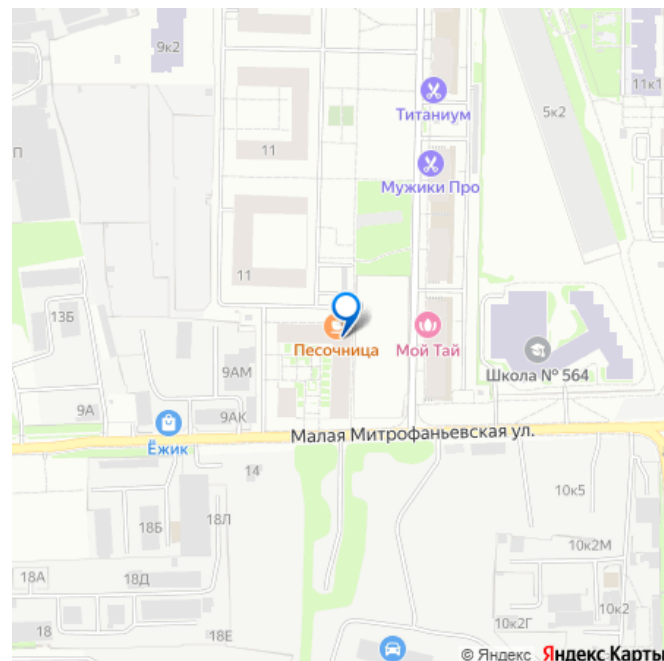 9к2
11к1
5к2
Титаниум
П
11
Мужики Про
11
13Б
Песочница
Мой Тай
9АМ
Школа № 564
9А
9АК
Ёжик
Малая Митрофаньевская ул.
14
10к5
18Л
18Б
10к2М
18А
18Д
10к2
10к2Г
18
18Е
© Яндекс Яндекс Карты